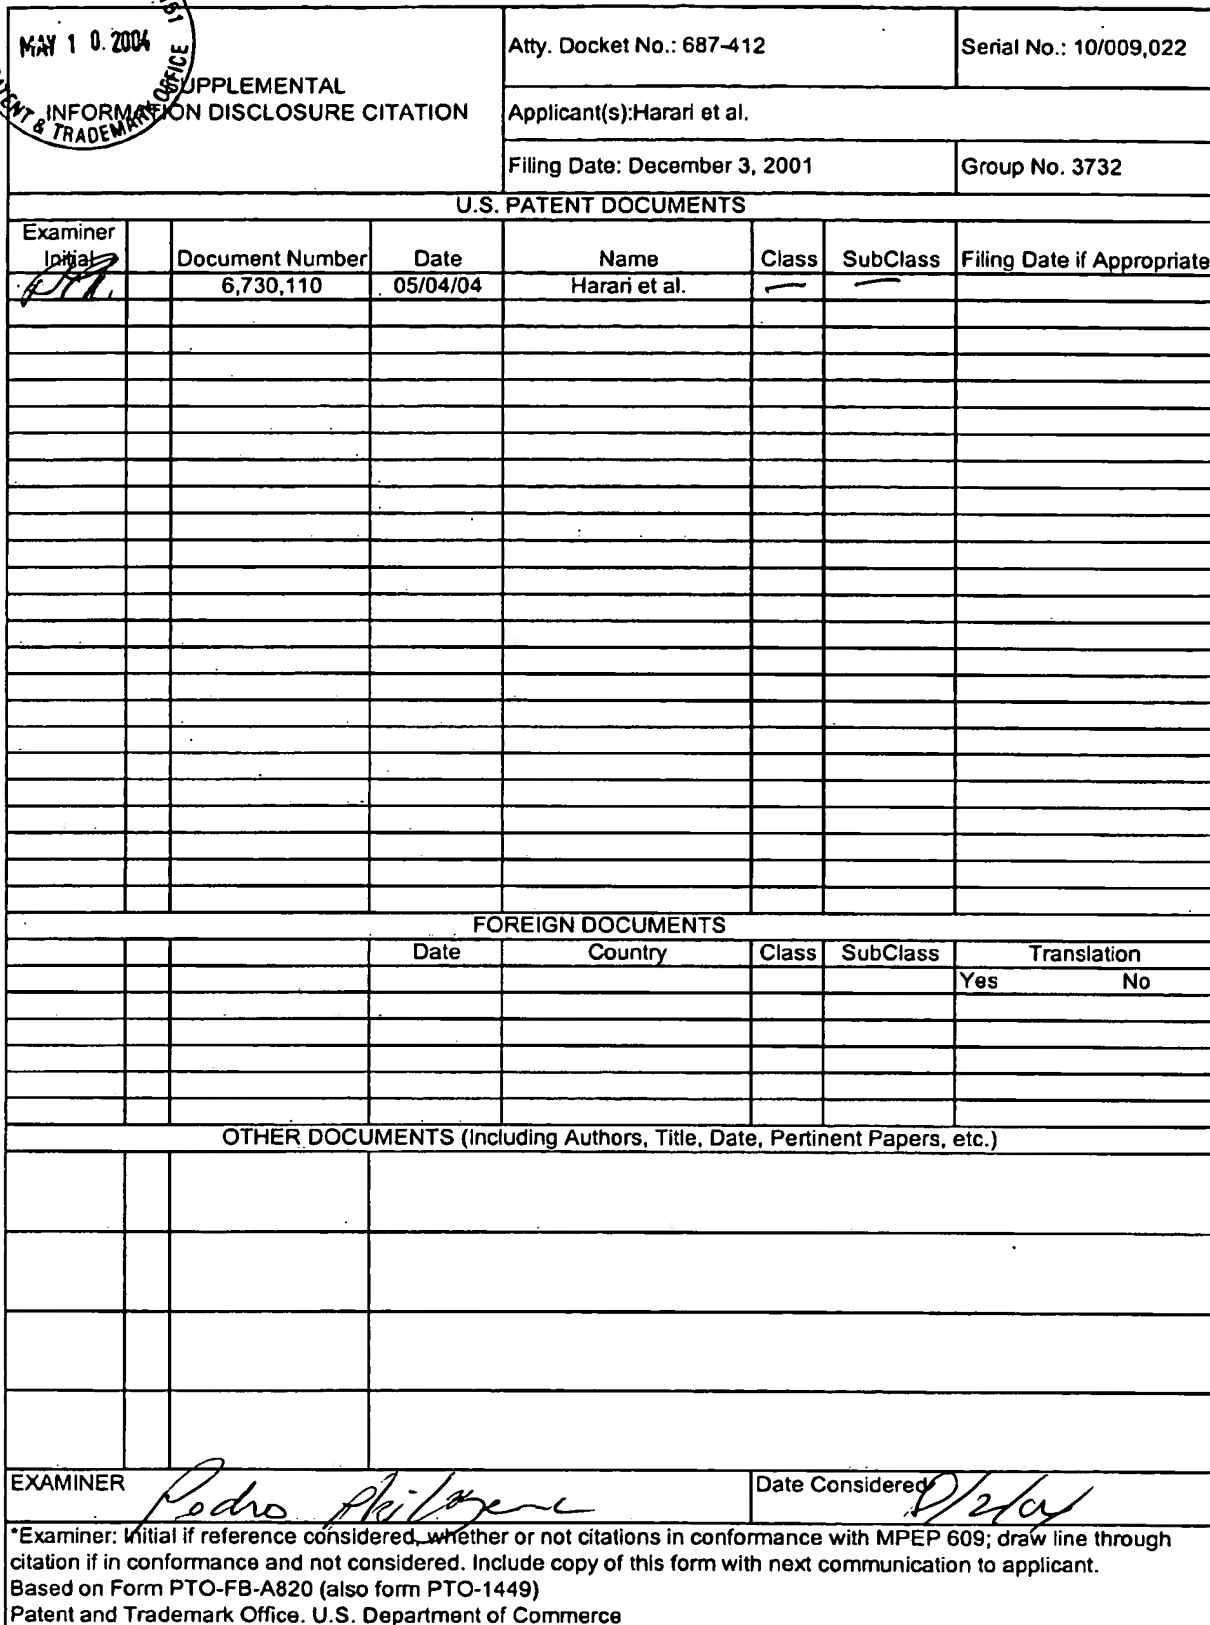 MAY 1 0. 2004
PATENT & TRADEMARK OFFICE
SUPPLEMENTAL
INFORMATION DISCLOSURE CITATION
Atty. Docket No.: 687-412
Serial No.: 10/009,022
Applicant(s):Harari et al.
Filing Date: December 3, 2001
Group No. 3732
U.S. PATENT DOCUMENTS
Examiner
Initial Document Number Date Name Class SubClass Filing Date if Appropriate
6,730,110 05/04/04 Harari et al. — —
FOREIGN DOCUMENTS
Date Country Class SubClass Translation
Yes No
OTHER DOCUMENTS (Including Authors, Title, Date, Pertinent Papers, etc.)
EXAMINER Pedro
Date Considered
*Examiner: Initial if reference considered, whether or not citations in conformance with MPEP 609; draw line through
citation if in conformance and not considered. Include copy of this form with next communication to applicant.
Based on Form PTO-FB-A820 (also form PTO-1449)
Patent and Trademark Office. U.S. Department of Commerce